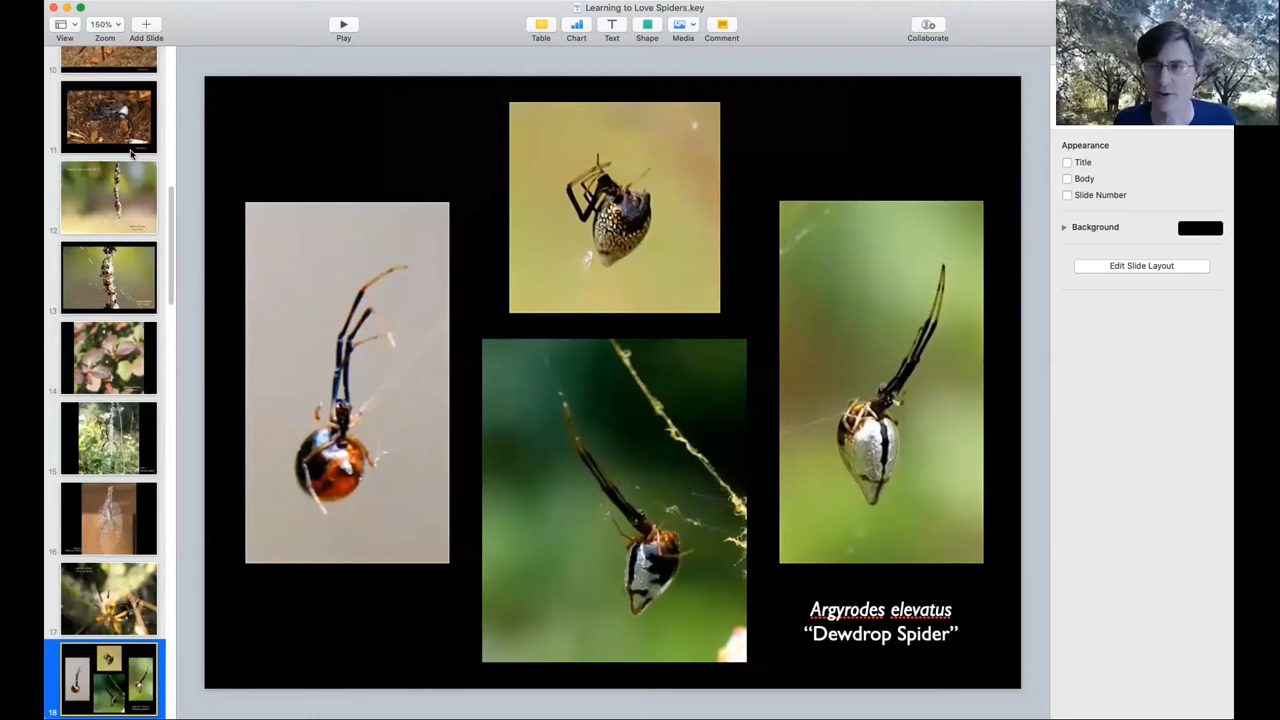 Learning to Love Spiders.key
150%
View
Zoom
Add Slide
Play
Table
Chart
Text
Shape
Media
Comment
Collaborate
10
11
12
13
14
15
16
17
18
Argyrodes elevatus
“Dewdrop Spider”
Appearance
Title
Body
Slide Number
Background
Edit Slide Layout